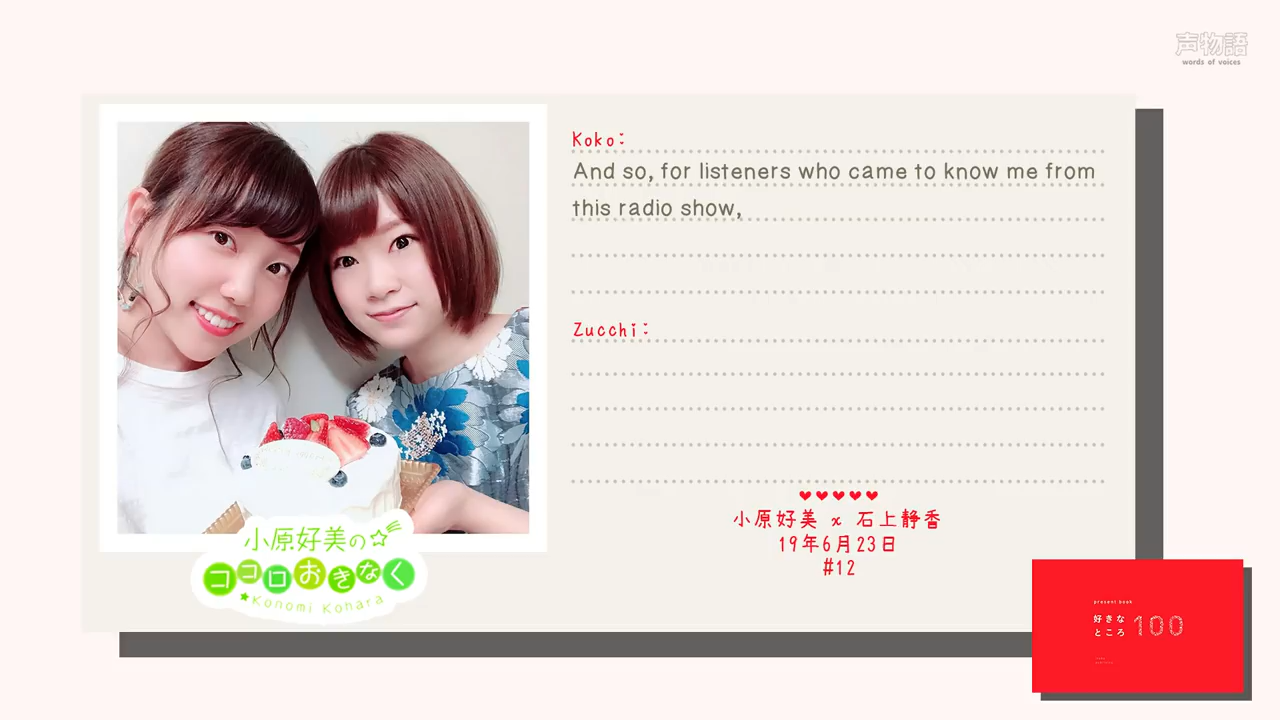 声物語
words of voices
Koko:
And so, for listeners who came to know me from
this radio show,
Zucchi:
小原好美 x 石上静香
19年6月23日
#12
小原好美の
ココロおきなく
Konomi Kohara
present book
好きな
ところ
100